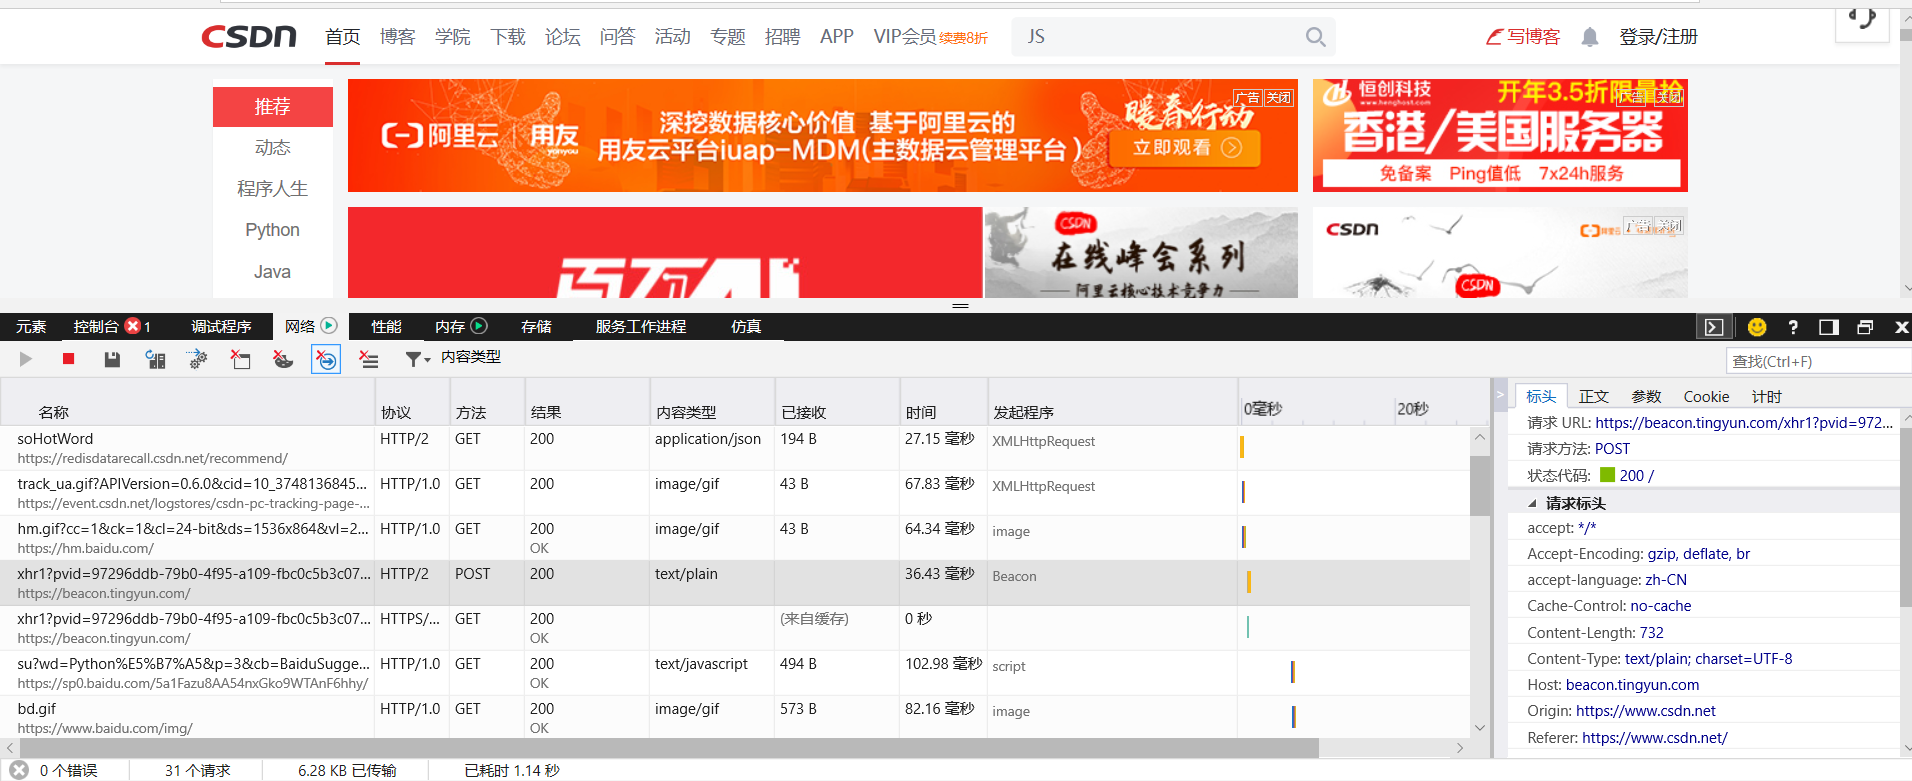 CSDN 首页 博客 学院 下载 论坛 问答 活动 专题 招聘 APP VIP会员 续费8折 JS 写博客 登录/注册
推荐
动态
程序人生
Python
Java
阿里云 用友 yonyou
深挖数据核心价值 基于阿里云的
用友云平台iuap-MDM(主数据云管理平台)
暖春行动
立即观看
广告 关闭
恒创科技
www.henghost.com
开年3.5折限量抢
广告 关闭
香港/美国服务器
免备案 Ping值低 7x24h服务
CSDN
在线峰会系列
阿里云核心技术竞争力
CSDN
阿里云
广告 关闭
CSDN
元素 控制台 1 调试程序 网络 性能 内存 存储 服务工作进程 仿真 ?
内容类型 查找(Ctrl+F)
名称 协议 方法 结果 内容类型 已接收 时间 发起程序 0毫秒 20秒
soHotWord HTTP/2 GET 200 application/json 194 B 27.15 毫秒 XMLHttpRequest
https://redisdatarecall.csdn.net/recommend/
track_ua.gif?APIVersion=0.6.0&cid=10_3748136845... HTTP/1.0 GET 200 image/gif 43 B 67.83 毫秒 XMLHttpRequest
https://event.csdn.net/logstores/csdn-pc-tracking-page-...
hm.gif?cc=1&ck=1&cl=24-bit&ds=1536x864&vl=2... HTTP/1.0 GET 200 image/gif 43 B 64.34 毫秒 image
https://hm.baidu.com/ OK
xhr1?pvid=97296ddb-79b0-4f95-a109-fbc0c5b3c07... HTTP/2 POST 200 text/plain 36.43 毫秒 Beacon
https://beacon.tingyun.com/
xhr1?pvid=97296ddb-79b0-4f95-a109-fbc0c5b3c07... HTTPS/... GET 200 (来自缓存) 0 秒
https://beacon.tingyun.com/ OK
su?wd=Python%E5%B7%A5&p=3&cb=BaiduSugge... HTTP/1.0 GET 200 text/javascript 494 B 102.98 毫秒 script
https://sp0.baidu.com/5a1Fazu8AA54nxGko9WTAnF6hhy/ OK
bd.gif HTTP/1.0 GET 200 image/gif 573 B 82.16 毫秒 image
https://www.baidu.com/img/ OK
标头 正文 参数 Cookie 计时
请求 URL: https://beacon.tingyun.com/xhr1?pvid=972...
请求方法: POST
状态代码: 200 /
请求标头
accept: */*
Accept-Encoding: gzip, deflate, br
accept-language: zh-CN
Cache-Control: no-cache
Content-Length: 732
Content-Type: text/plain; charset=UTF-8
Host: beacon.tingyun.com
Origin: https://www.csdn.net
Referer: https://www.csdn.net/
0 个错误 31 个请求 6.28 KB 已传输 已耗时 1.14 秒